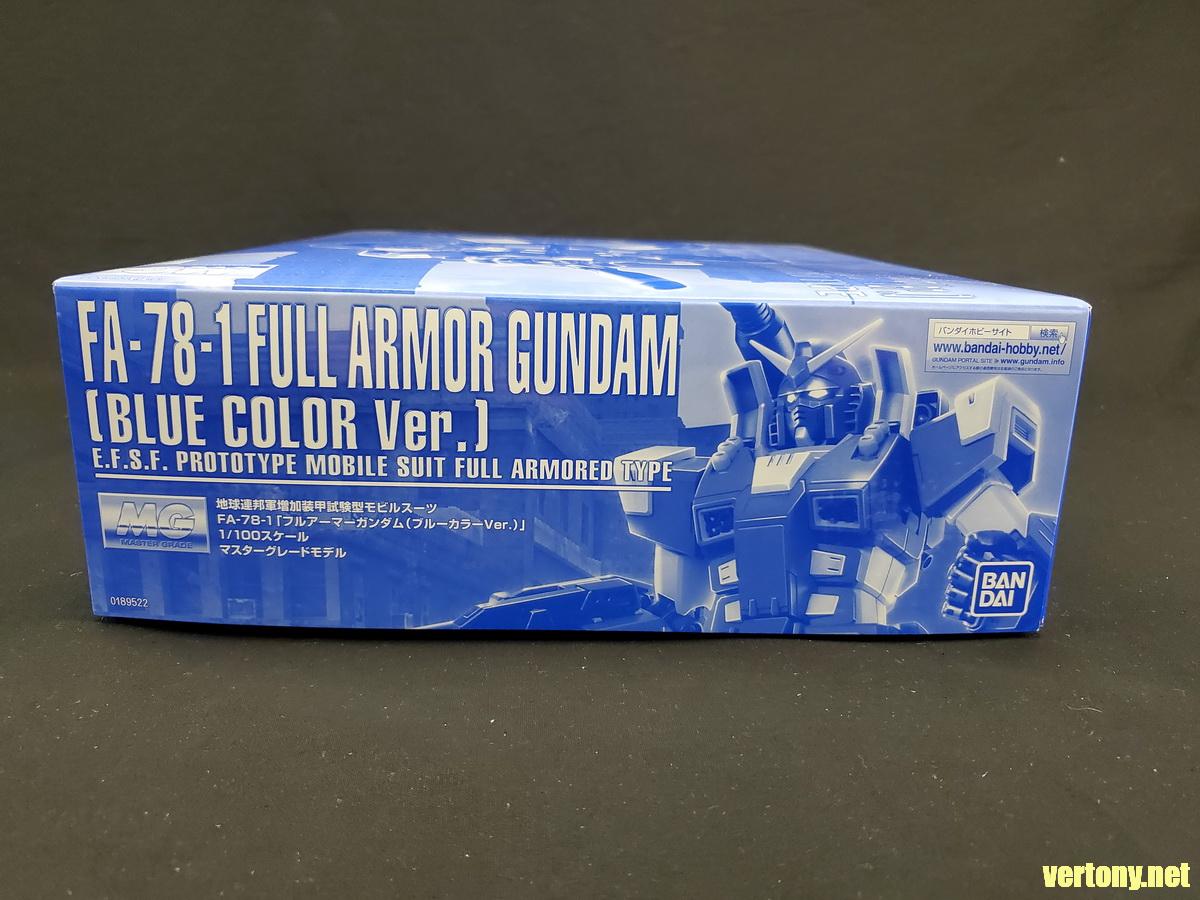 FA-78-1 FULL ARMOR GUNDAM
[BLUE COLOR Ver.]
E.F.S.F. PROTOTYPE MOBILE SUIT FULL ARMORED TYPE
MG
MASTER GRADE
地球連邦軍増加装甲試験型モビルスーツ
FA-78-1「フルアーマーガンダム(ブルーカラーVer.)」
1/100スケール
マスターグレードモデル
0189522
バンダイホビーサイト 検索
www.bandai-hobby.net/
GUNDAM PORTAL SITE www.gundam.info
BAN
DAI
vertony.net